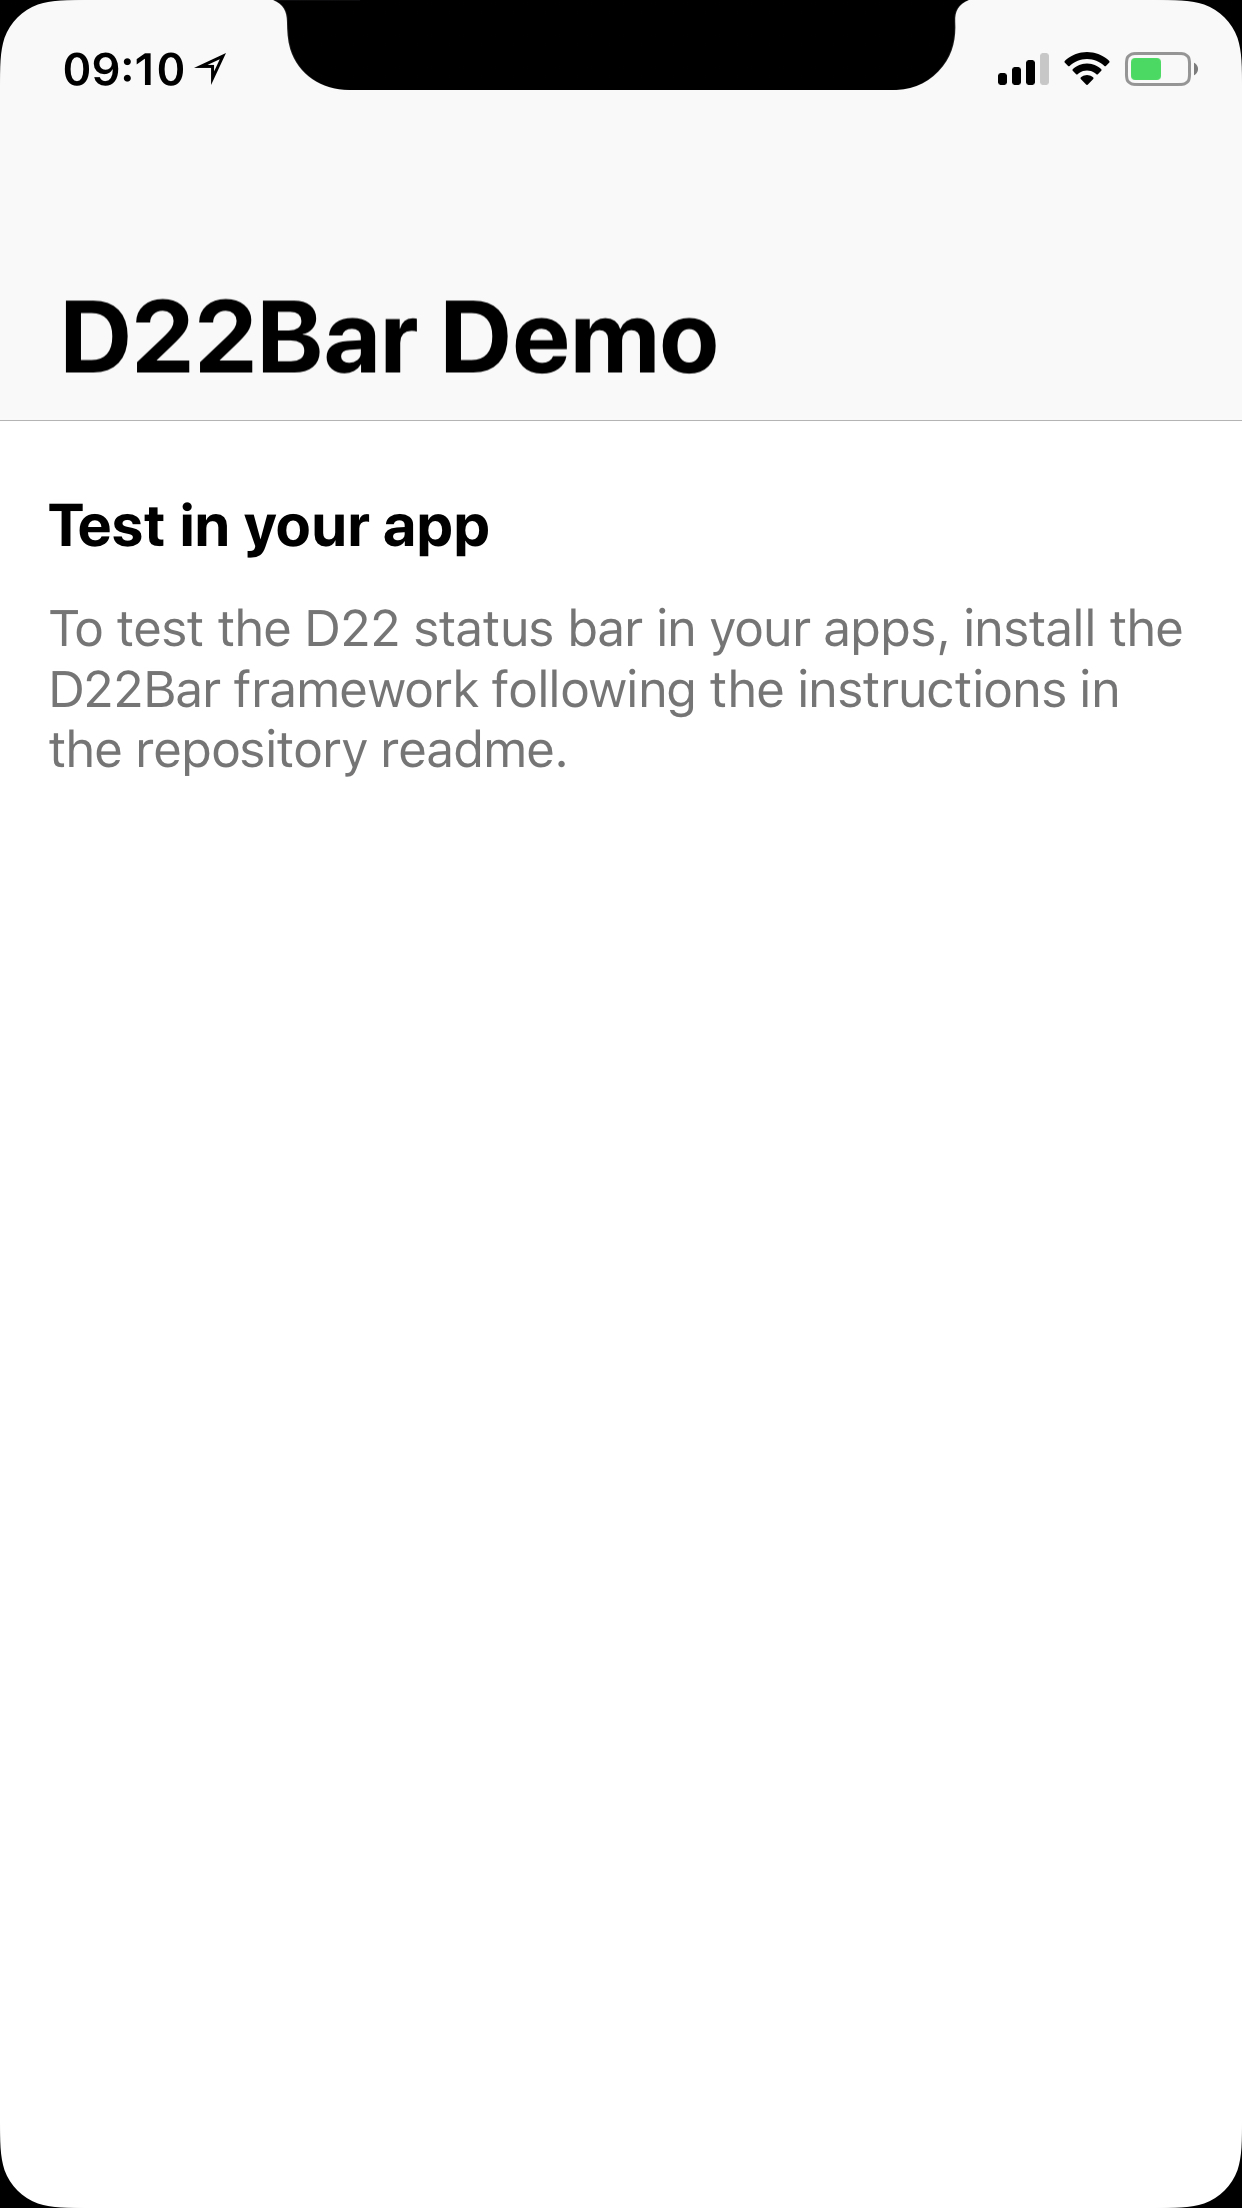 09:10
D22Bar Demo
Test in your app
To test the D22 status bar in your apps, install the
D22Bar framework following the instructions in
the repository readme.